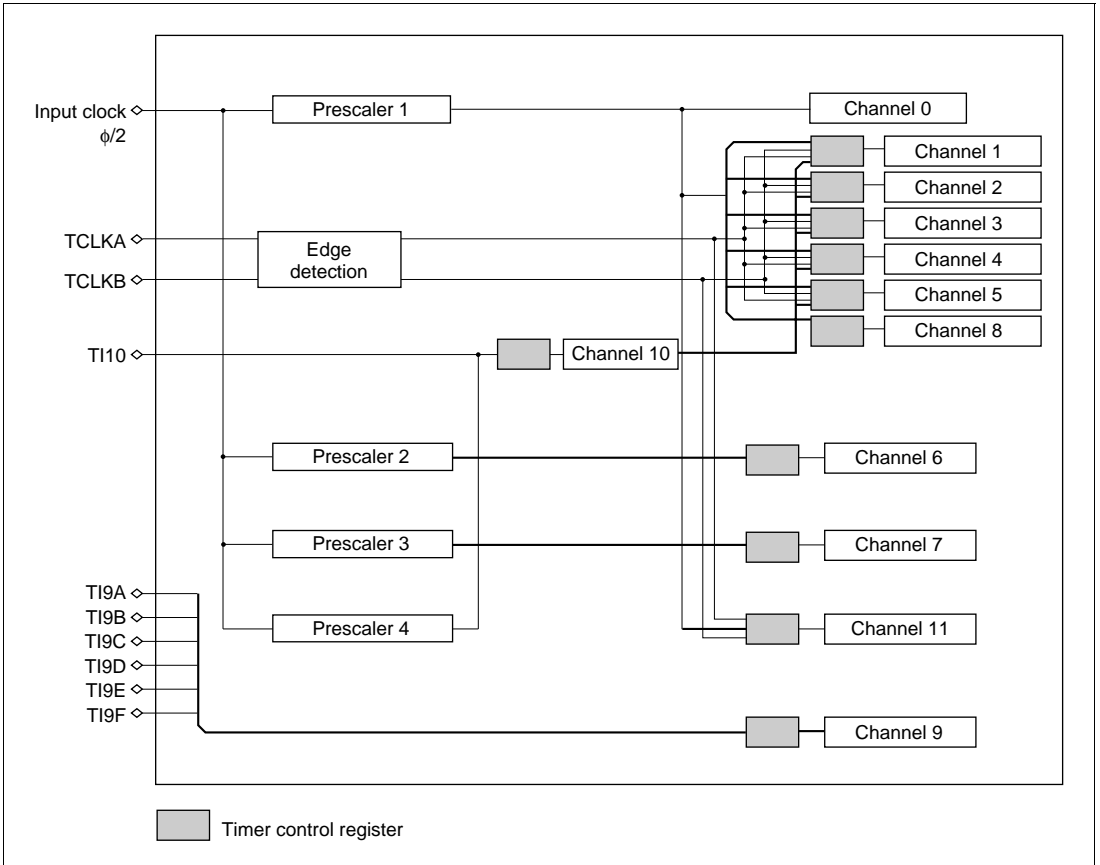 Input clock
ϕ/2
Prescaler 1
Channel 0
Channel 1
Channel 2
Channel 3
Channel 4
Channel 5
Channel 8
TCLKA
TCLKB
Edge
detection
TI10
Channel 10
Prescaler 2
Channel 6
Prescaler 3
Channel 7
TI9A
TI9B
TI9C
TI9D
TI9E
TI9F
Prescaler 4
Channel 11
Channel 9
Timer control register